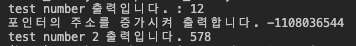 test number 출력입니다. : 12
포인터의 주소를 증가시켜 출력합니다. -1108036544
test number 2 출력입니다. 578